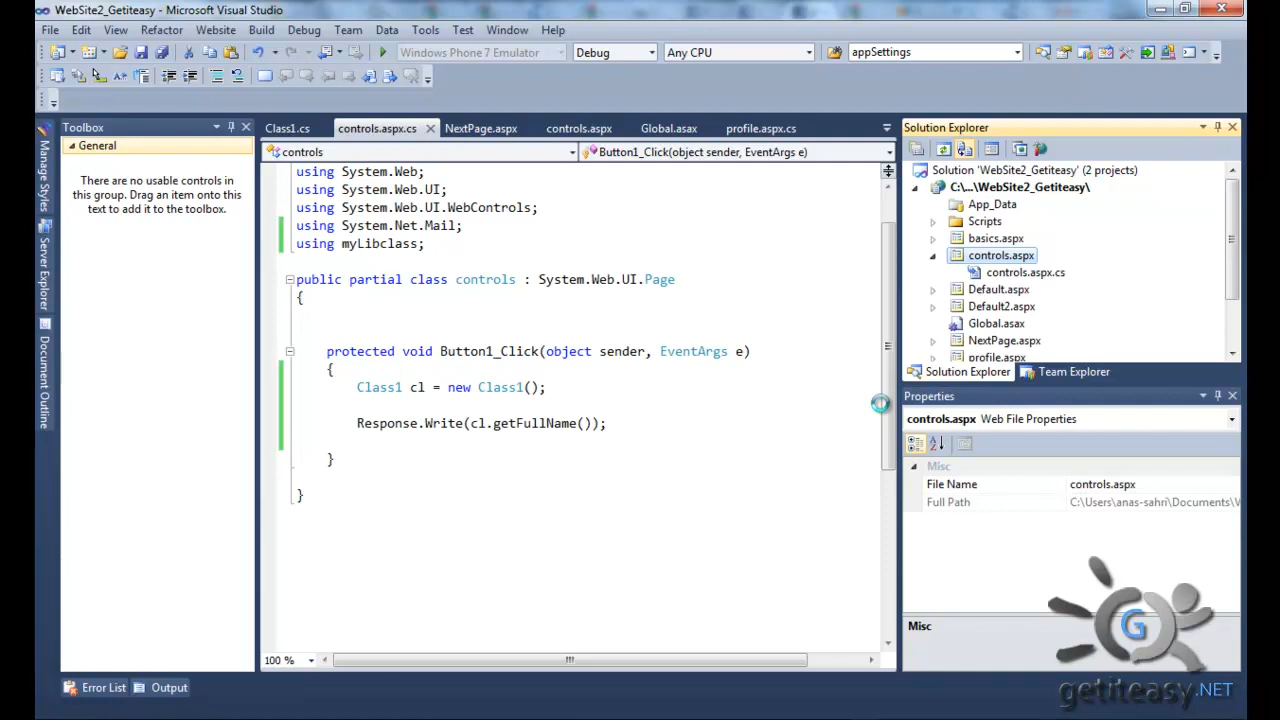 WebSite2_Getiteasy - Microsoft Visual Studio
File Edit View Refactor Website Build Debug Team Data Tools Test Window Help
Windows Phone 7 Emulator Debug Any CPU appSettings
Toolbox
General
There are no usable controls in
this group. Drag an item onto this
text to add it to the toolbox.
Manage Styles
Server Explorer
Document Outline
Class1.cs controls.aspx.cs NextPage.aspx controls.aspx Global.asax profile.aspx.cs
controls Button1_Click(object sender, EventArgs e)
using System.Web;
using System.Web.UI;
using System.Web.UI.WebControls;
using System.Net.Mail;
using myLibclass;
public partial class controls : System.Web.UI.Page
{
protected void Button1_Click(object sender, EventArgs e)
{
Class1 cl = new Class1();
Response.Write(cl.getFullName());
}
}
100 %
Solution Explorer
Solution 'WebSite2_Getiteasy' (2 projects)
C:\...\WebSite2_Getiteasy\
App_Data
Scripts
basics.aspx
controls.aspx
controls.aspx.cs
Default.aspx
Default2.aspx
Global.asax
NextPage.aspx
profile.aspx
Solution Explorer Team Explorer
Properties
controls.aspx Web File Properties
Misc
File Name controls.aspx
Full Path C:\Users\anas-sahri\Documents\V
Misc
G
getiteasy.NET
Error List Output